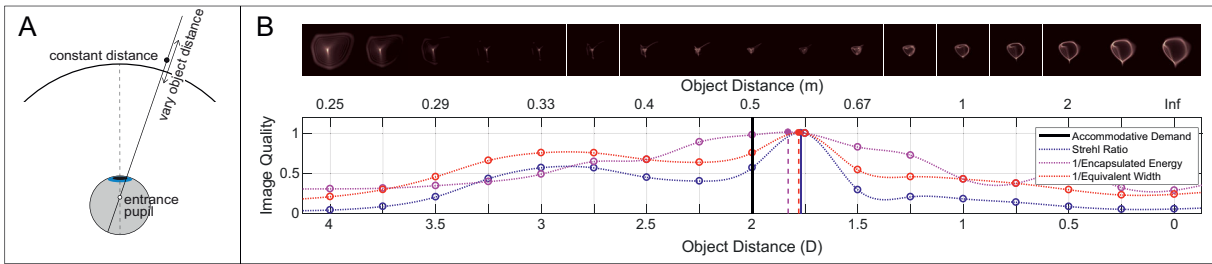 A
constant distance
vary object distance
entrance
pupil
B
Object Distance (m)
0.25 0.29 0.33 0.4 0.5 0.67 1 2 Inf
Image Quality
1
0.5
0
Accommodative Demand
Strehl Ratio
1/Encapsulated Energy
1/Equivalent Width
4 3.5 3 2.5 2 1.5 1 0.5 0
Object Distance (D)